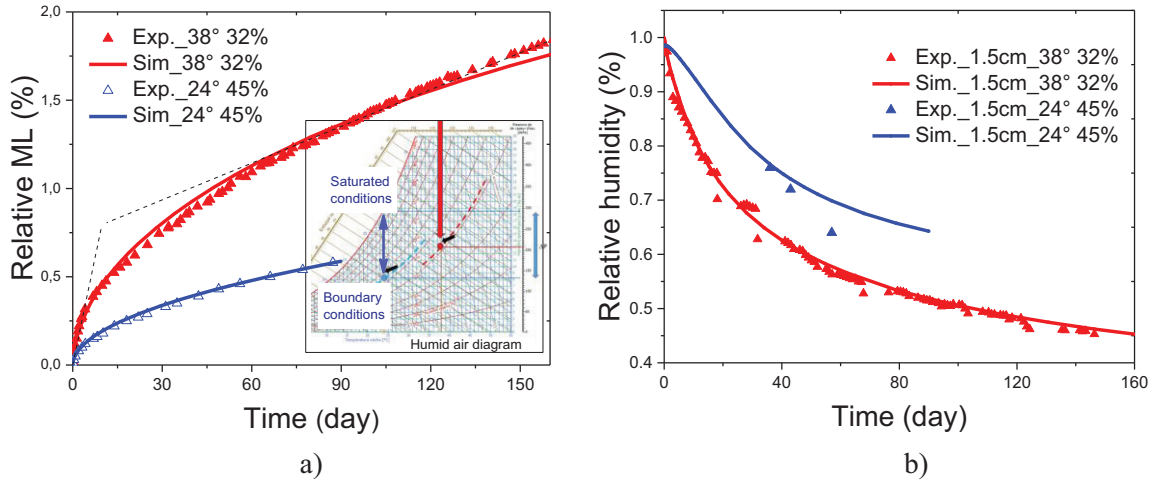 2,0
1,5
1,0
0,5
0,0
Relative ML (%)
Exp._38° 32%
Sim_38° 32%
Exp._24° 45%
Sim_24° 45%
Saturated
conditions
Boundary
conditions
Humid air diagram
0 30 60 90 120 150
Time (day)
a)
1.0
0.9
0.8
0.7
0.6
0.5
0.4
Relative humidity (%)
Exp._1.5cm_38° 32%
Sim._1.5cm_38° 32%
Exp._1.5cm_24° 45%
Sim._1.5cm_24° 45%
0 40 80 120 160
Time (day)
b)